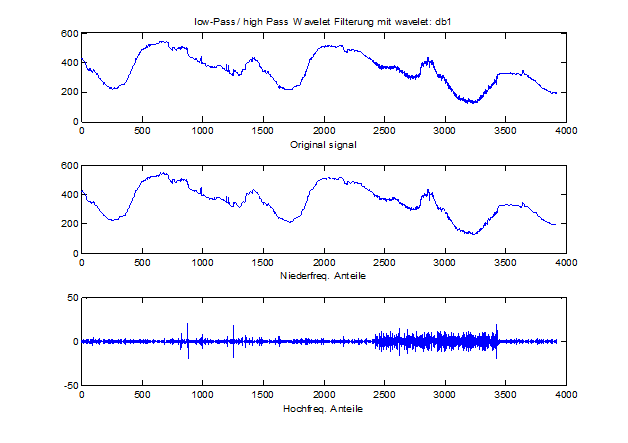 low-Pass / high Pass Wavelet Filterung mit wavelet: db1
600
400
200
0
0 500 1000 1500 2000 2500 3000 3500 4000
Original signal
600
400
200
0
0 500 1000 1500 2000 2500 3000 3500 4000
Niederfreq. Anteile
50
0
-50
0 500 1000 1500 2000 2500 3000 3500 4000
Hochfreq. Anteile